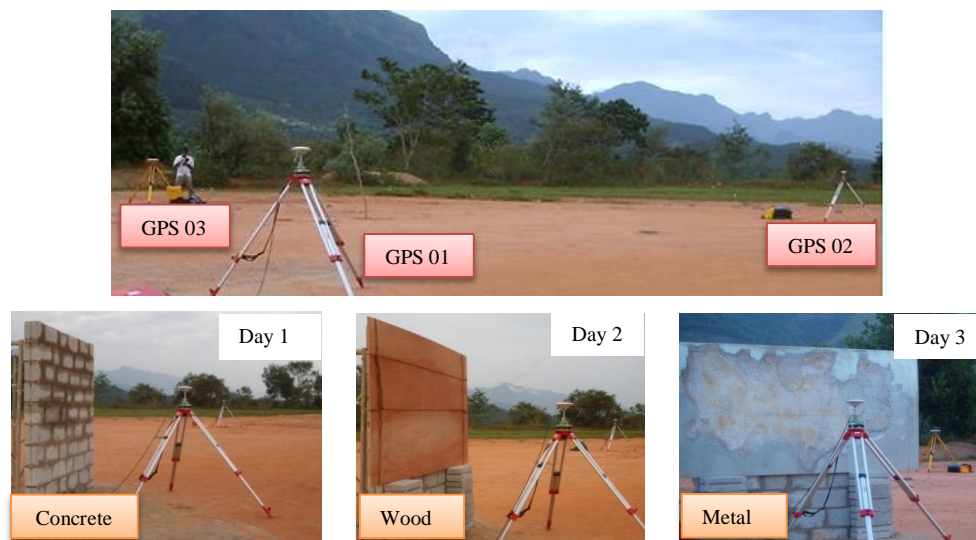 GPS 03
GPS 01
GPS 02
Day 1
Day 2
Day 3
Concrete
Wood
Metal